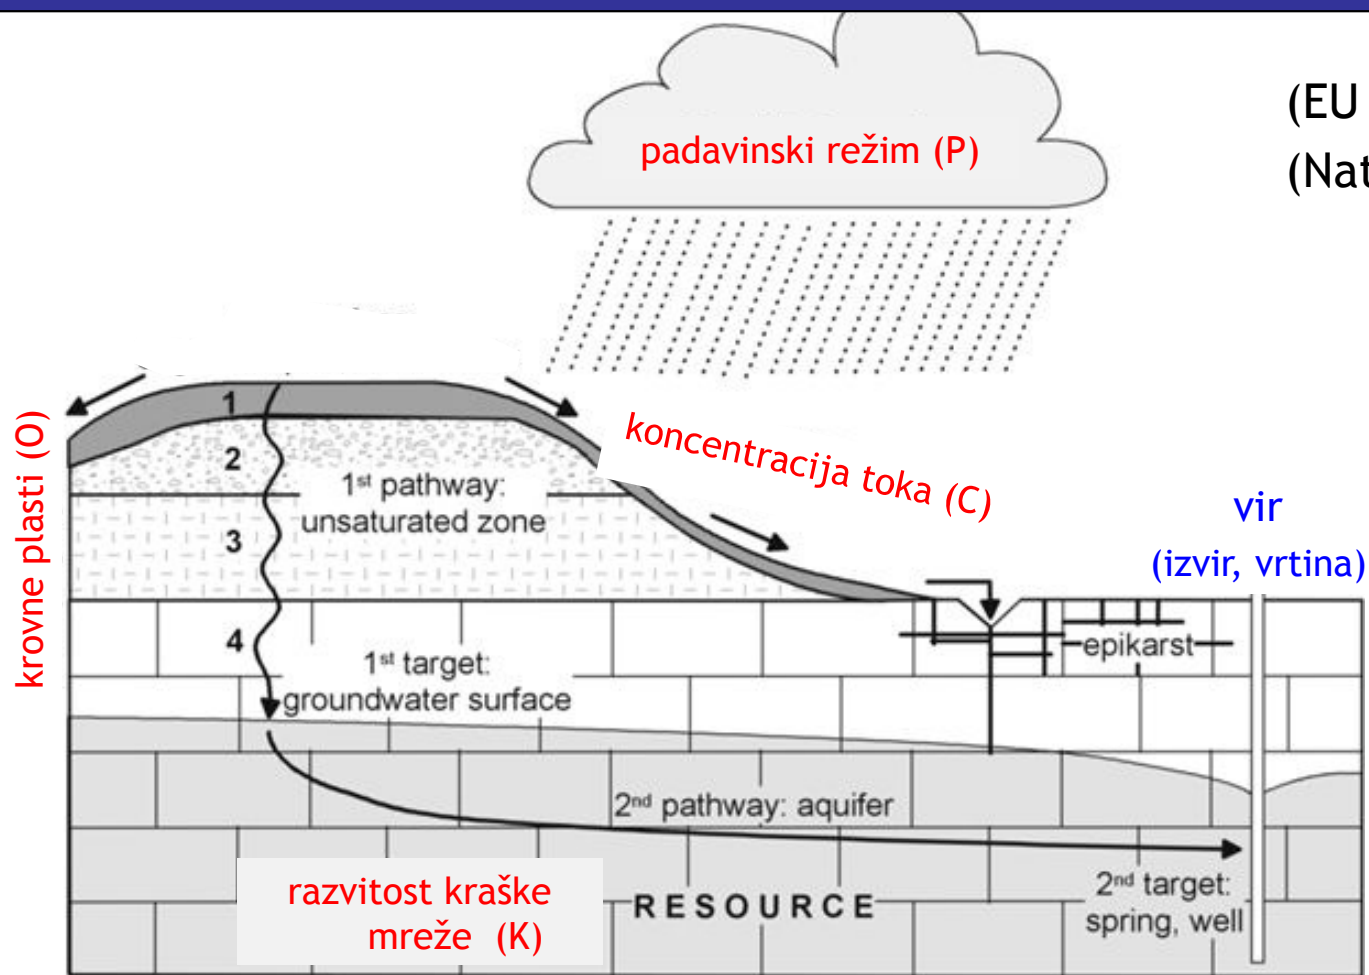 (EU
(Nat
padavinski režim (P)
krovne plasti (O)
koncentracija toka (C)
1
2
3
4
1st pathway:
unsaturated zone
vir
(izvir, vrtina)
epikarst
1st target:
groundwater surface
2nd pathway: aquifer
razvitost kraške
mreže (K)
RESOURCE
2nd target:
spring, well